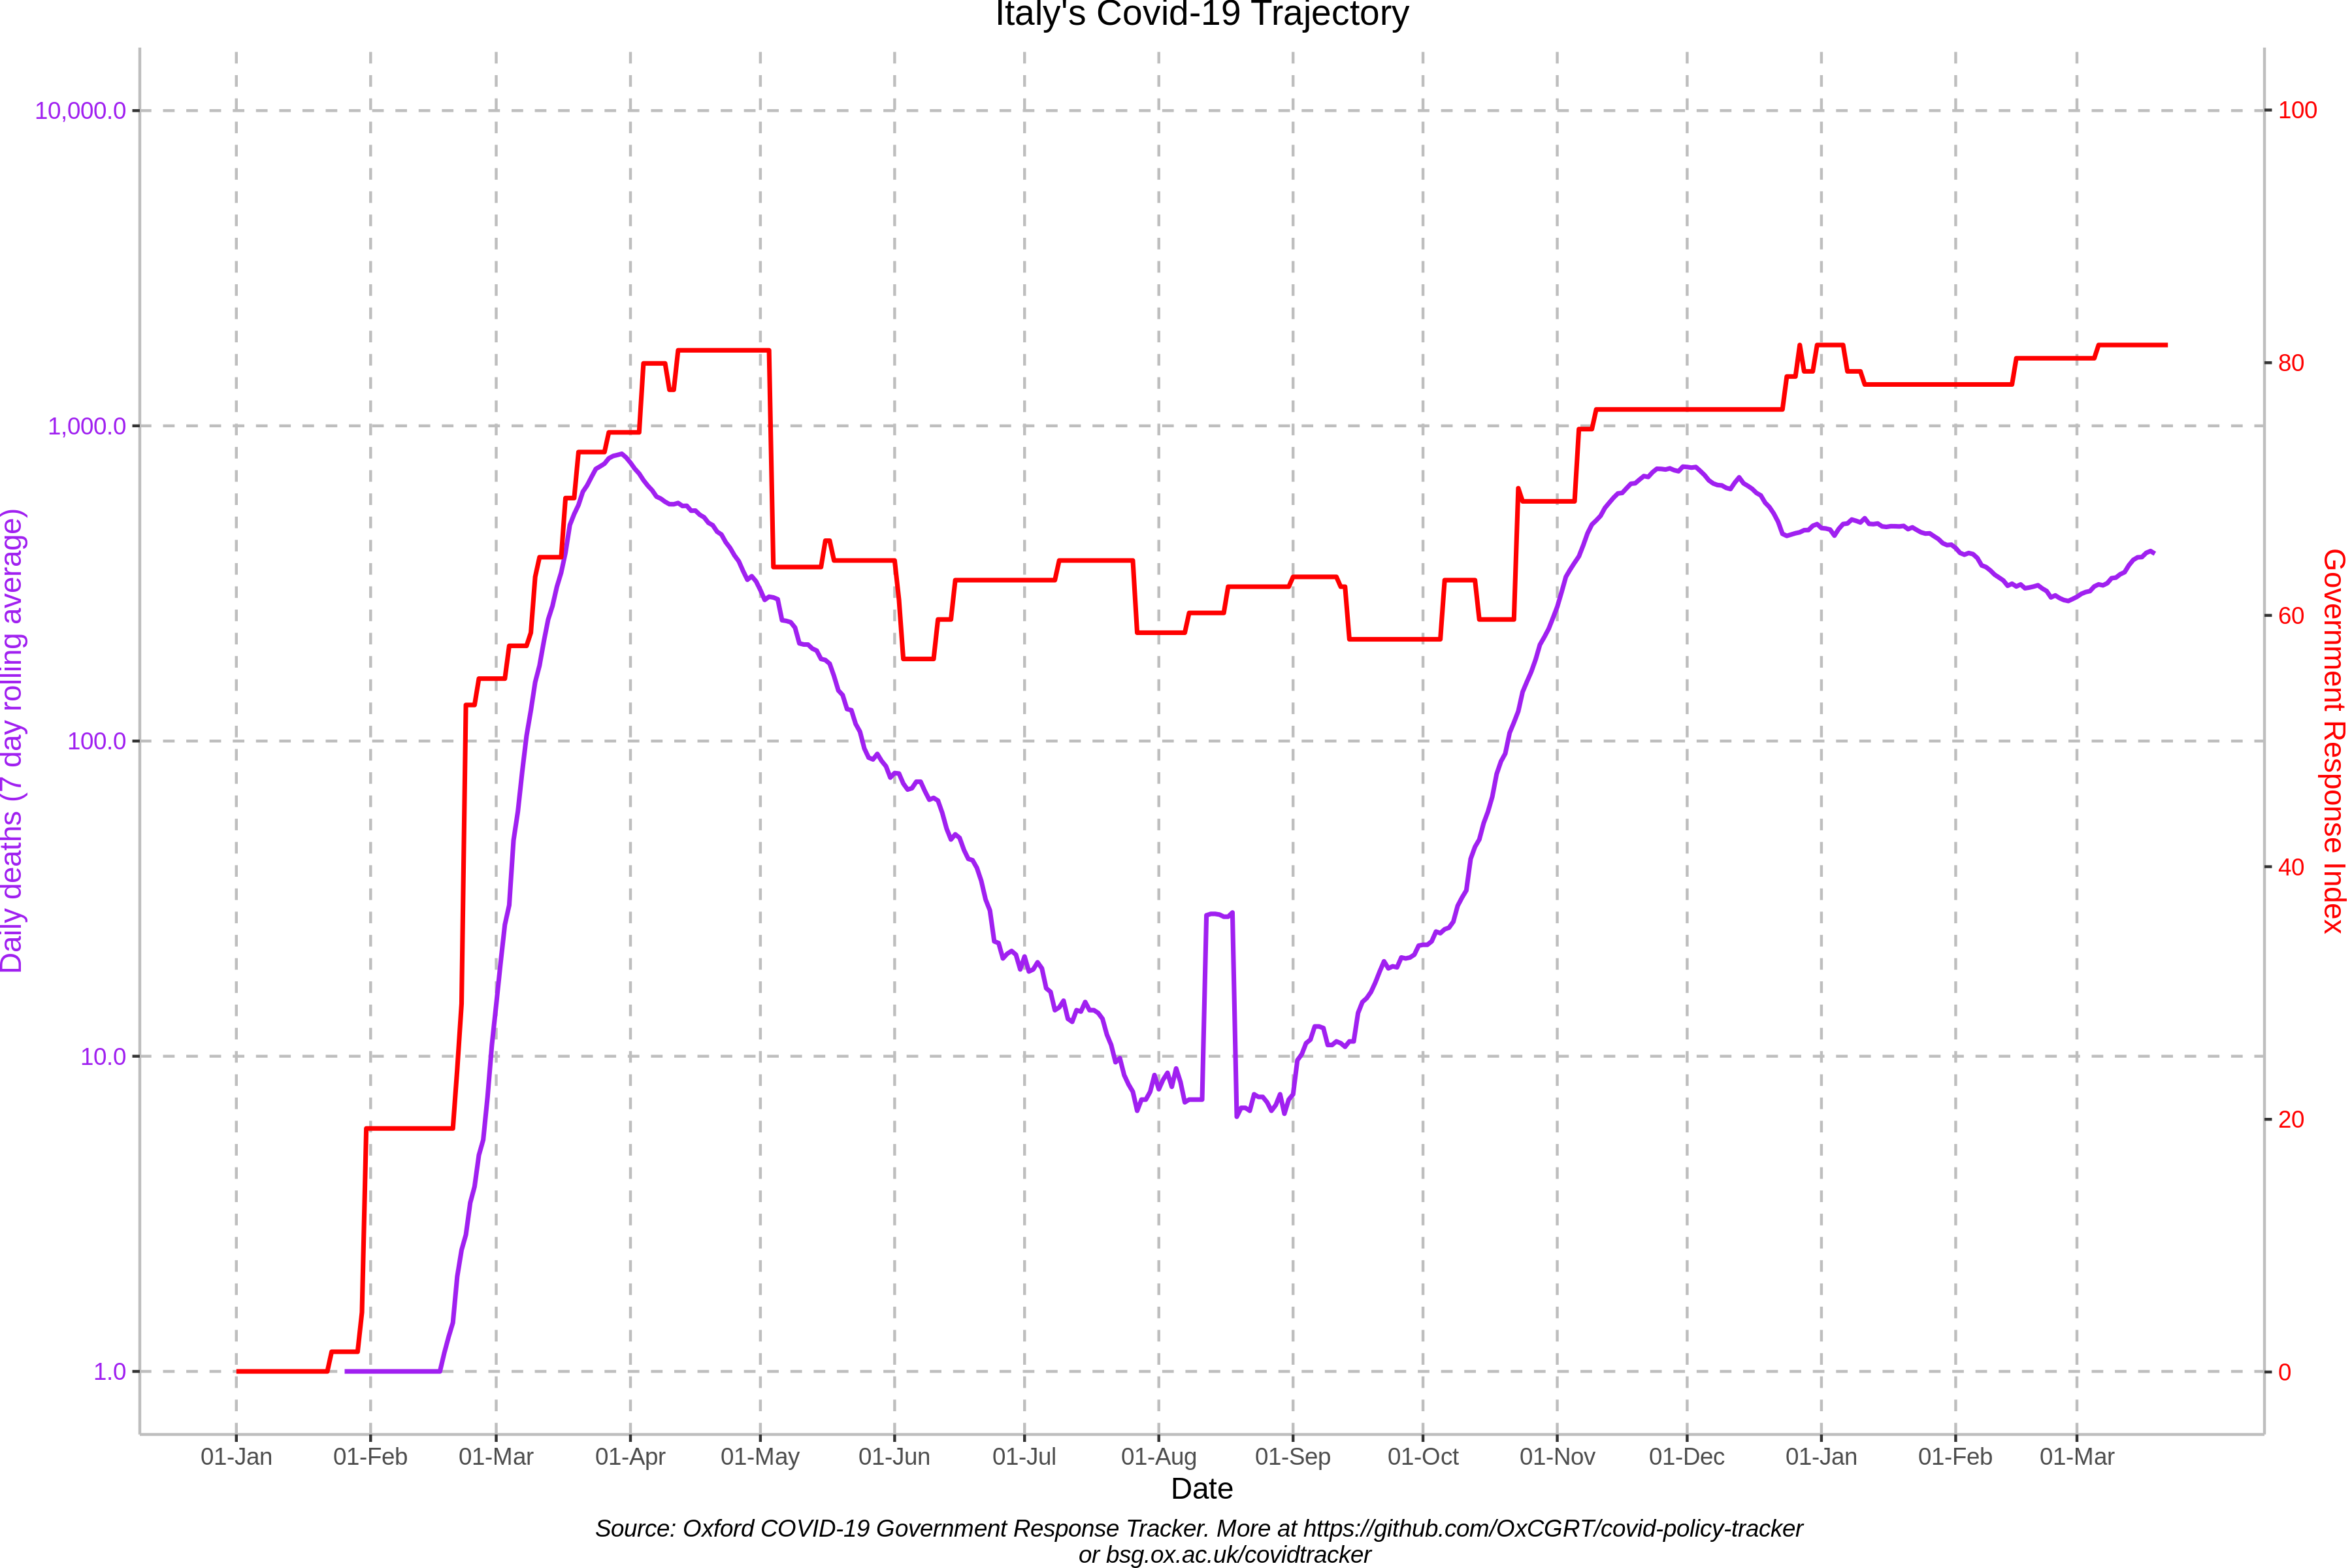 Italy's Covid-19 Trajectory
10,000.0
1,000.0
100.0
10.0
1.0
Daily deaths (7 day rolling average)
100
80
60
40
20
0
Government Response Index
01-Jan 01-Feb 01-Mar 01-Apr 01-May 01-Jun 01-Jul 01-Aug 01-Sep 01-Oct 01-Nov 01-Dec 01-Jan 01-Feb 01-Mar
Date
Source: Oxford COVID-19 Government Response Tracker. More at https://github.com/OxCGRT/covid-policy-tracker
or bsg.ox.ac.uk/covidtracker